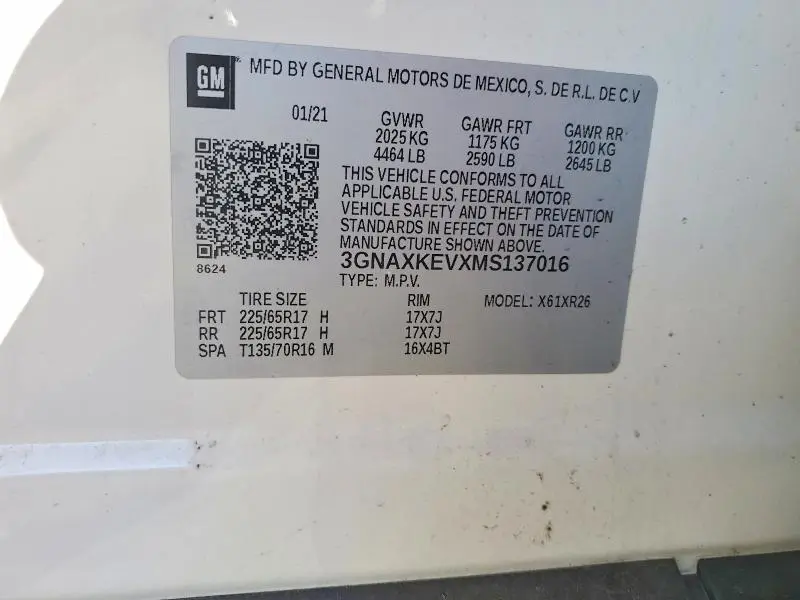 GM MFD BY GENERAL MOTORS DE MEXICO, S. DE R.L. DE C.V
01/21 GVWR GAWR FRT GAWR RR
2025 KG 1175 KG 1200 KG
4464 LB 2590 LB 2645 LB
THIS VEHICLE CONFORMS TO ALL
APPLICABLE U.S. FEDERAL MOTOR
VEHICLE SAFETY AND THEFT PREVENTION
STANDARDS IN EFFECT ON THE DATE OF
MANUFACTURE SHOWN ABOVE.
3GNAXKEVXMS137016
8624
TYPE: M.P.V.
TIRE SIZE RIM MODEL: X61XR26
FRT 225/65R17 H 17X7J
RR 225/65R17 H 17X7J
SPA T135/70R16 M 16X4BT